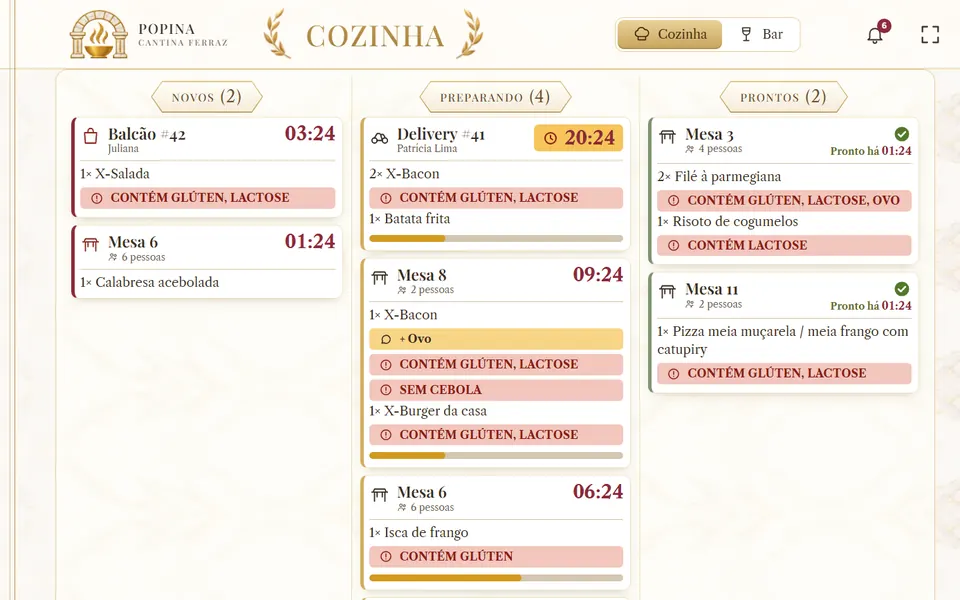 POPINA
CANTINA FERRAZ
COZINHA
Cozinha
Bar
6
NOVOS (2)
Balcão #42
Juliana
03:24
1× X-Salada
CONTÉM GLÚTEN, LACTOSE
Mesa 6
6 pessoas
01:24
1× Calabresa acebolada
PREPARANDO (4)
Delivery #41
Patrícia Lima
20:24
2× X-Bacon
CONTÉM GLÚTEN, LACTOSE
1× Batata frita
Mesa 8
2 pessoas
09:24
1× X-Bacon
+ Ovo
CONTÉM GLÚTEN, LACTOSE
SEM CEBOLA
1× X-Burger da casa
CONTÉM GLÚTEN, LACTOSE
Mesa 6
6 pessoas
06:24
1× Isca de frango
CONTÉM GLÚTEN
PRONTOS (2)
Mesa 3
4 pessoas
Pronto há 01:24
2× Filé à parmegiana
CONTÉM GLÚTEN, LACTOSE, OVO
1× Risoto de cogumelos
CONTÉM LACTOSE
Mesa 11
2 pessoas
Pronto há 01:24
1× Pizza meia muçarela / meia frango com
catupiry
CONTÉM GLÚTEN, LACTOSE